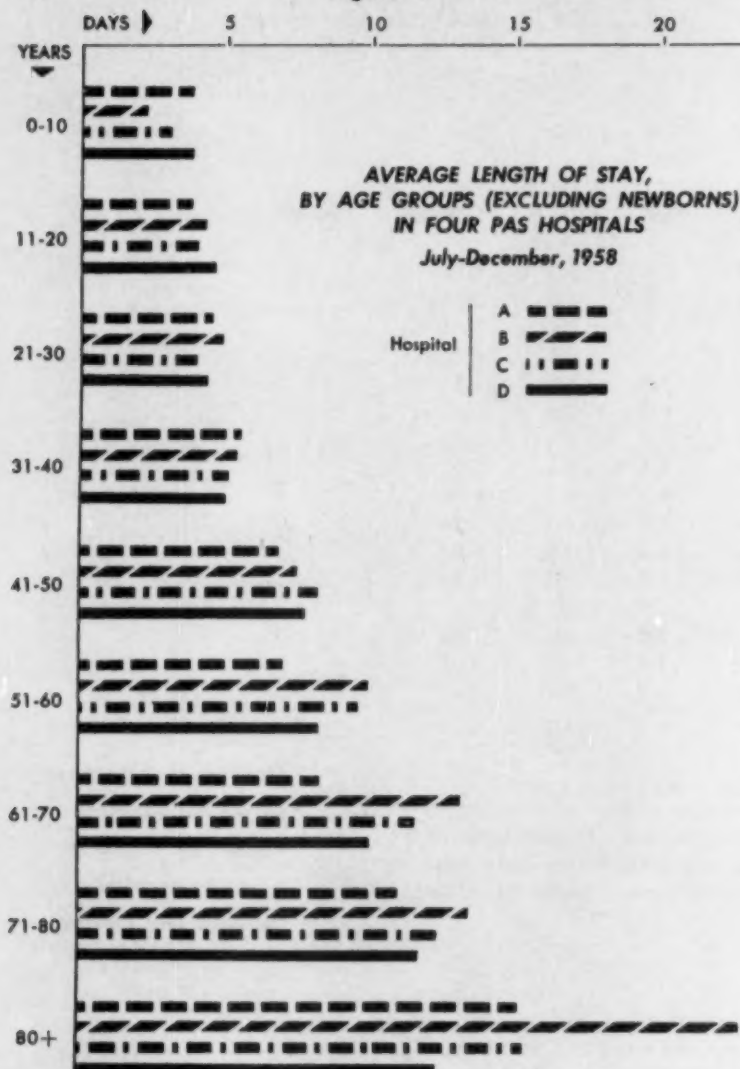 DAYS 5 10 15 20
YEARS
0-10
AVERAGE LENGTH OF STAY,
BY AGE GROUPS (EXCLUDING NEWBORNS)
IN FOUR PAS HOSPITALS
11-20
July-December, 1958
A
B
Hospital
C
21-30
D
31-40
41-50
51-60
61-70
71-80
80+